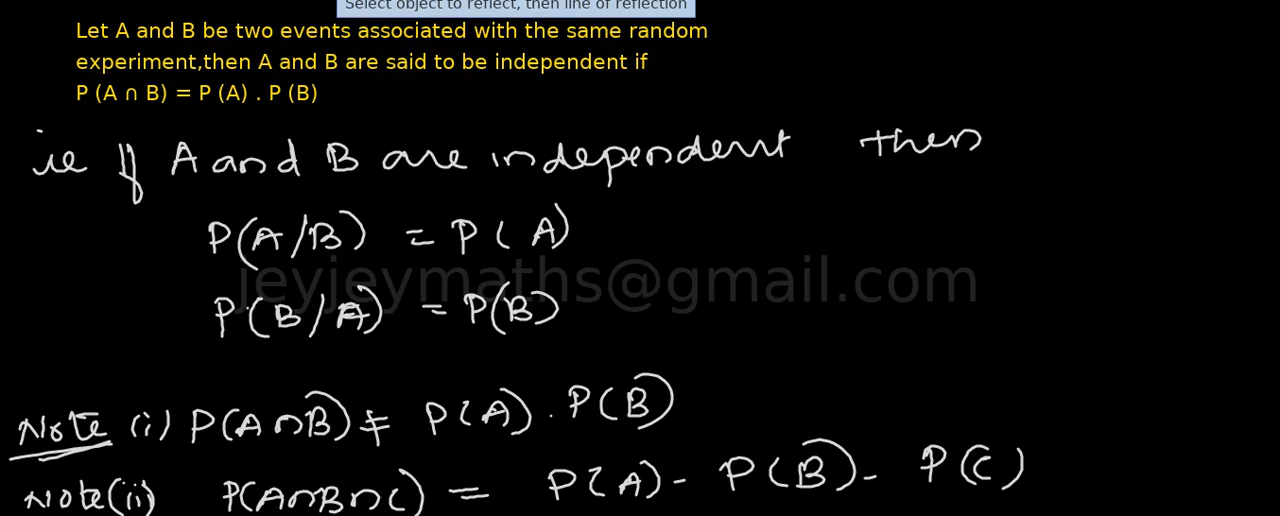 Select object to reflect, then line of reflection
Let A and B be two events associated with the same random
experiment,then A and B are said to be independent if
P (A ∩ B) = P (A) . P (B)
ie If A and B are independent then
P(A/B) = P(A)
jeyjeymaths@gmail.com
P(B/A) = P(B)
Note (i) P(A∩B) ≠ P(A) . P(B)
Note(ii) P(A∩B∩C) = P(A) - P(B) - P(C)